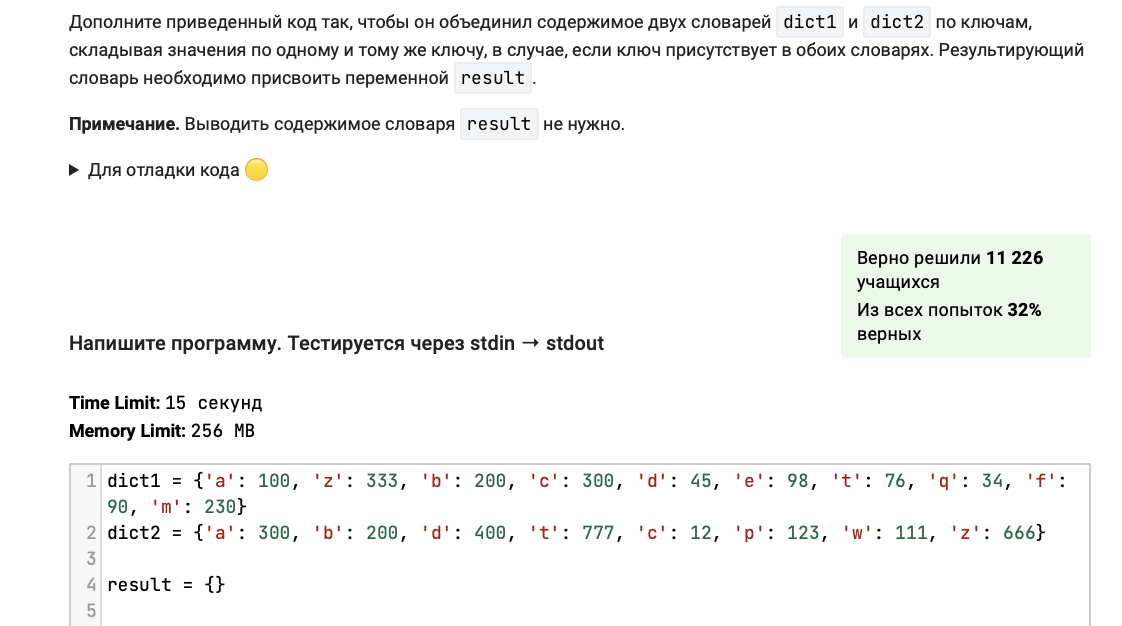 Дополните приведенный код так, чтобы он объединил содержимое двух словарей dict1 и dict2 по ключам,
складывая значения по одному и тому же ключу, в случае, если ключ присутствует в обоих словарях. Результирующий
словарь необходимо присвоить переменной result.
Примечание. Выводить содержимое словаря result не нужно.
Для отладки кода
Верно решили 11 226
учащихся
Из всех попыток 32%
верных
Напишите программу. Тестируется через stdin → stdout
Time Limit: 15 секунд
Memory Limit: 256 MB
1 dict1 = {'a': 100, 'z': 333, 'b': 200, 'c': 300, 'd': 45, 'e': 98, 't': 76, 'q': 34, 'f':
90, 'm': 230}
2 dict2 = {'a': 300, 'b': 200, 'd': 400, 't': 777, 'c': 12, 'p': 123, 'w': 111, 'z': 666}
3
4 result = {}
5